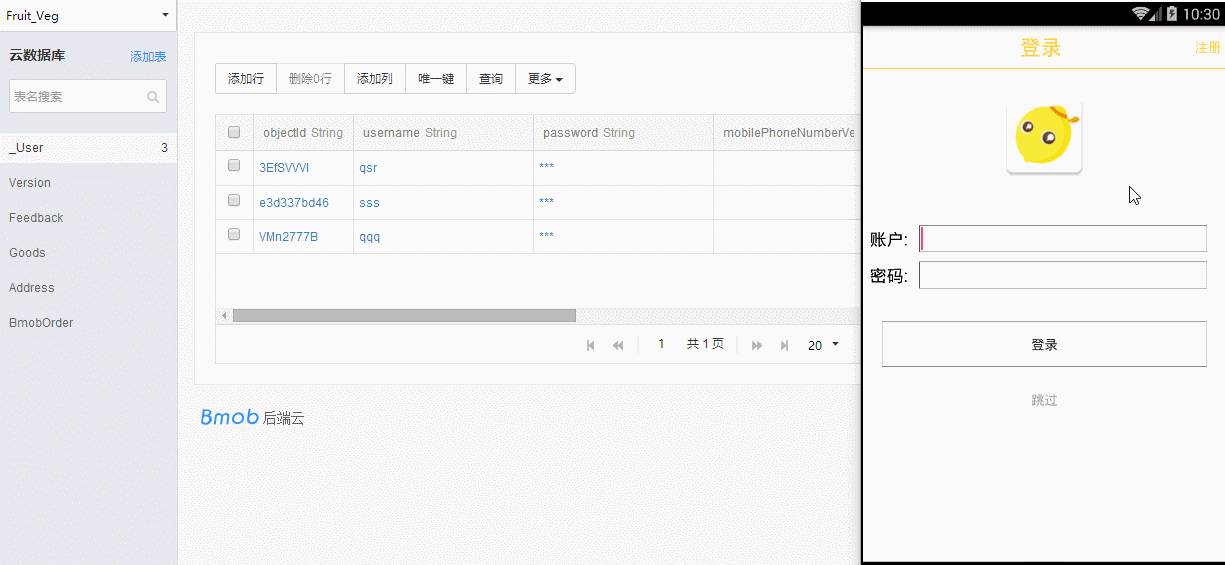 Fruit_Veg
云数据库 添加表
表名搜索
_User 3
Version
Feedback
Goods
Address
BmobOrder
添加行 删除0行 添加列 唯一键 查询 更多
objectId String username String password String mobilePhoneNumberVe
qsr ***
e3d337bd46 sss ***
VMn2777B qqq ***
1 共 1 页 20
Bmob 后端云
10:30
登录 注册
账户:
密码:
登录
跳过